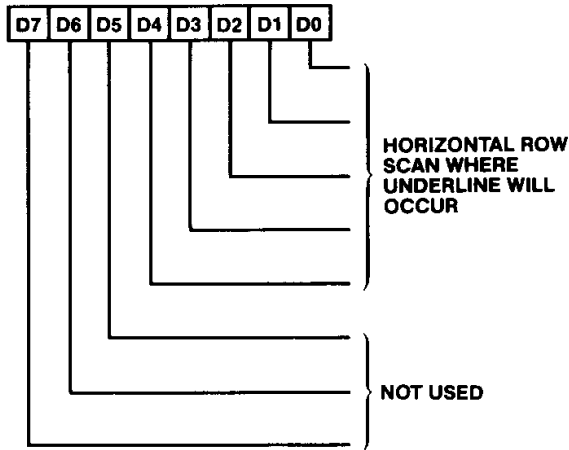 D7 D6 D5 D4 D3 D2 D1 D0
HORIZONTAL ROW
SCAN WHERE
UNDERLINE WILL
OCCUR
NOT USED